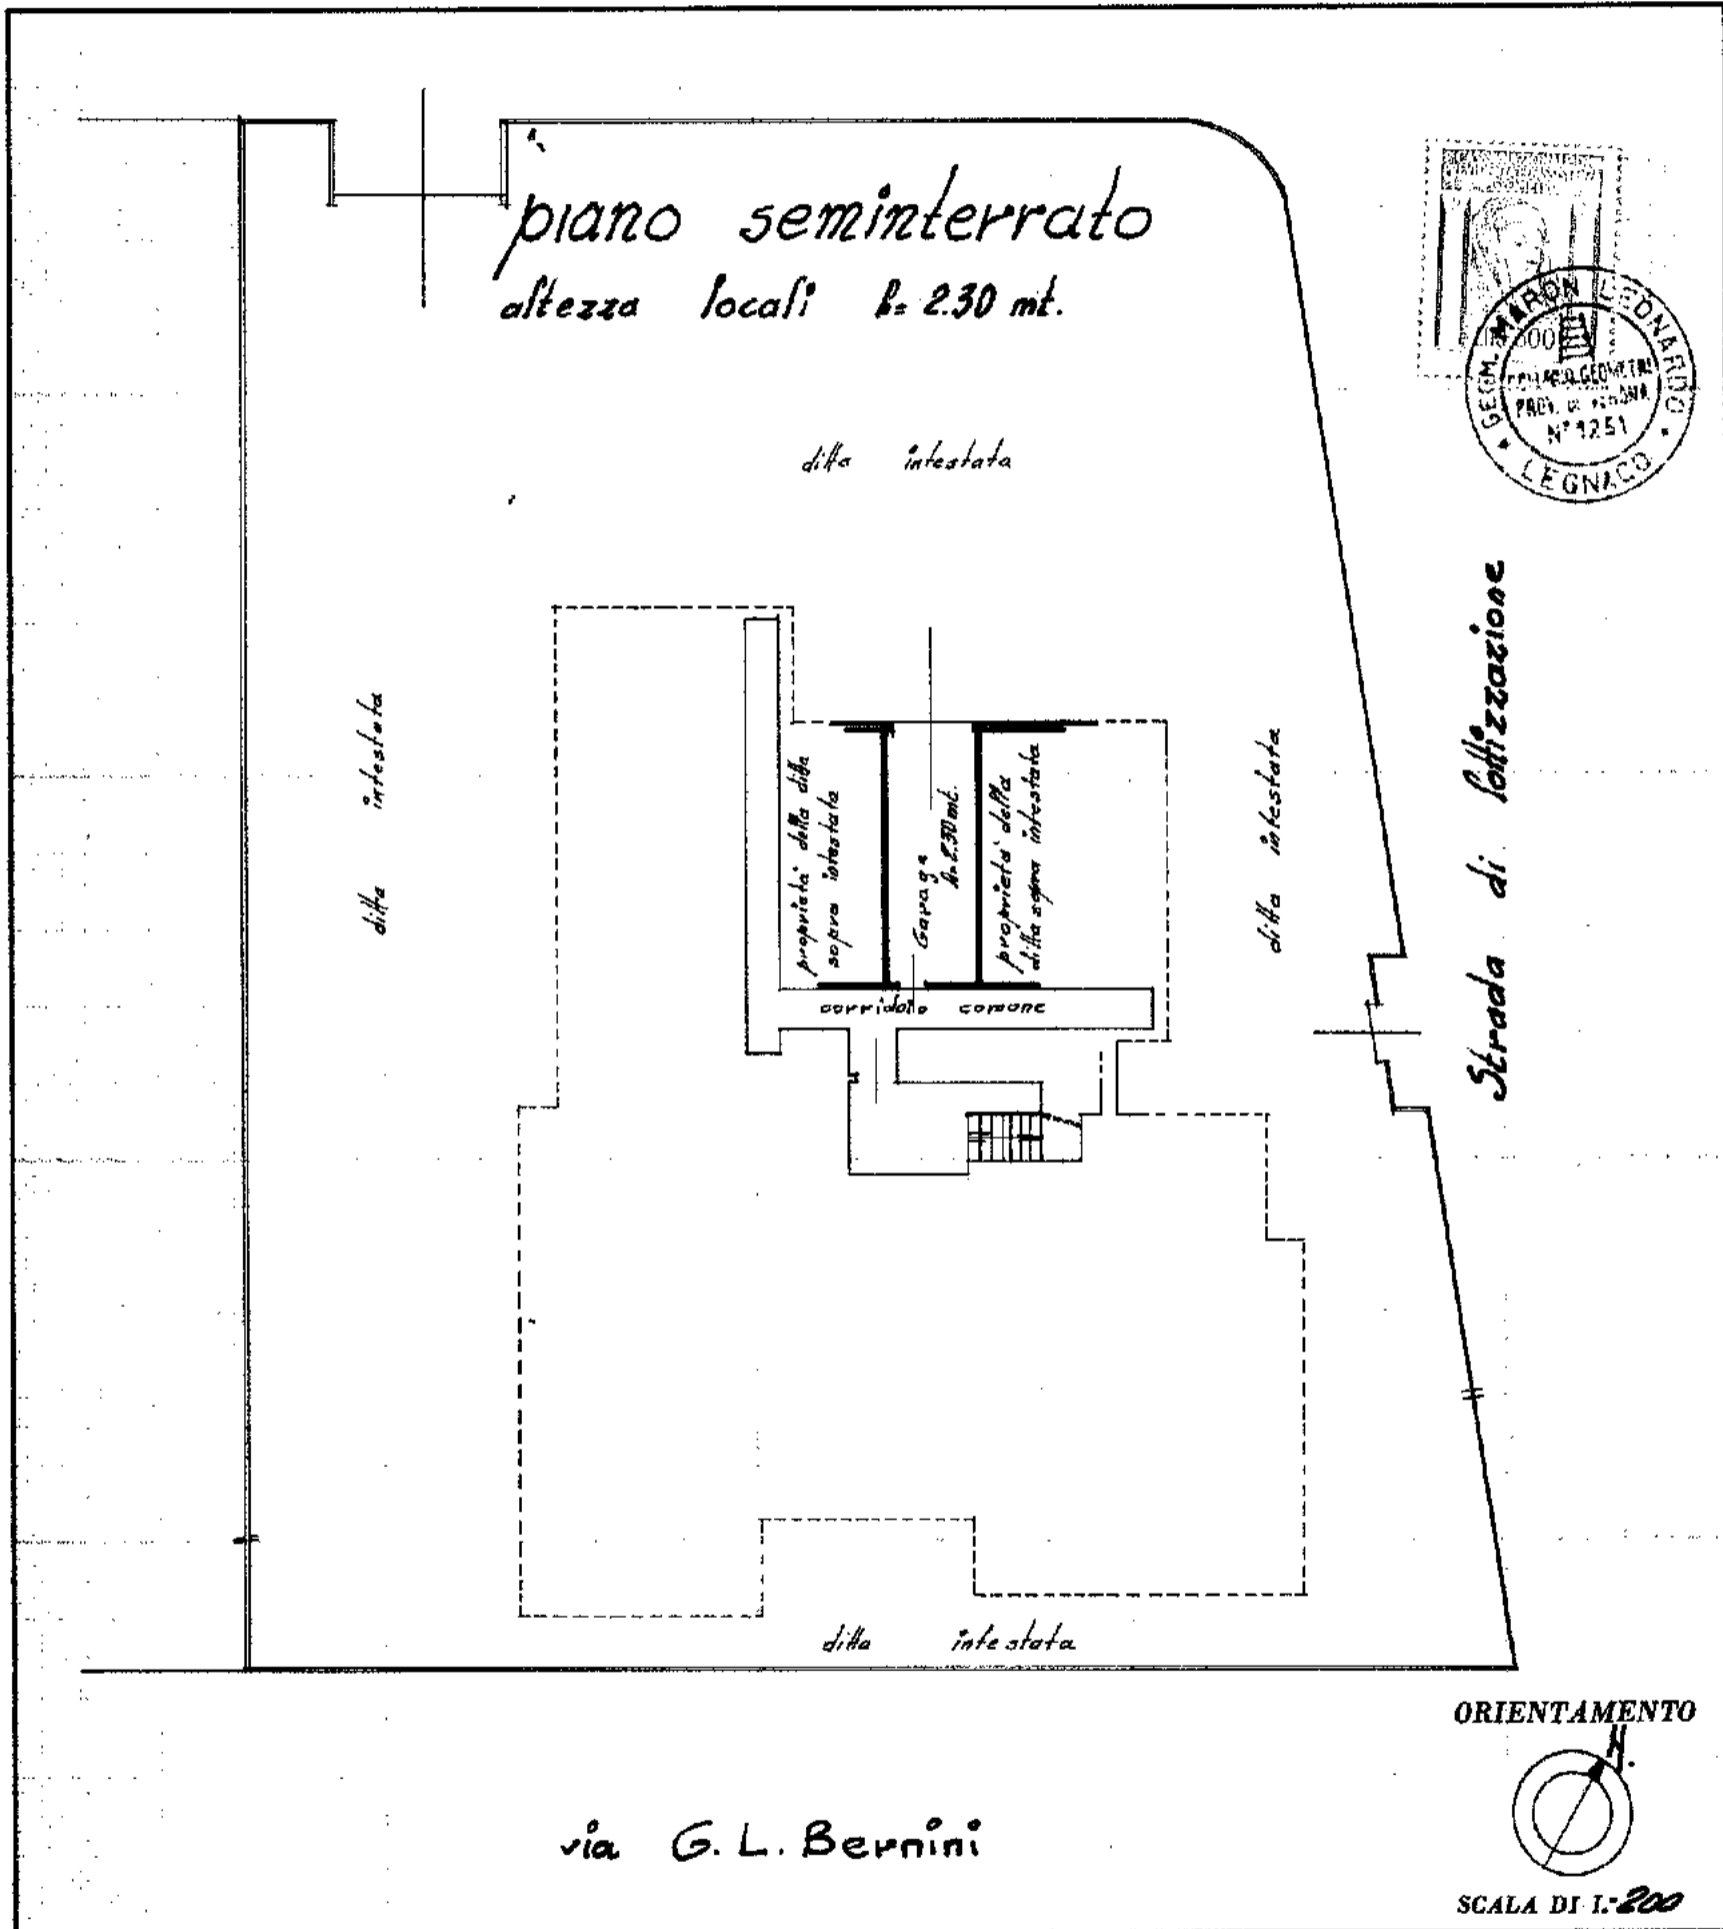 piano seminterrato
altezza locali h= 2.30 mt.
GEOM. MARON LEONARDO
COLLEGIO GEOMETRI
PROV. DI VERONA
N° 1251
LEGNAGO
ditta intestata
ditta intestata
proprieta' della ditta
sopra intestata
Garage
h=2.30 mt.
proprieta' della
ditta sopra intestata
ditta intestata
Strada di lottizzazione
corridoio comune
ditta intestata
via G. L. Bernini
ORIENTAMENTO
N.
SCALA DI 1:200